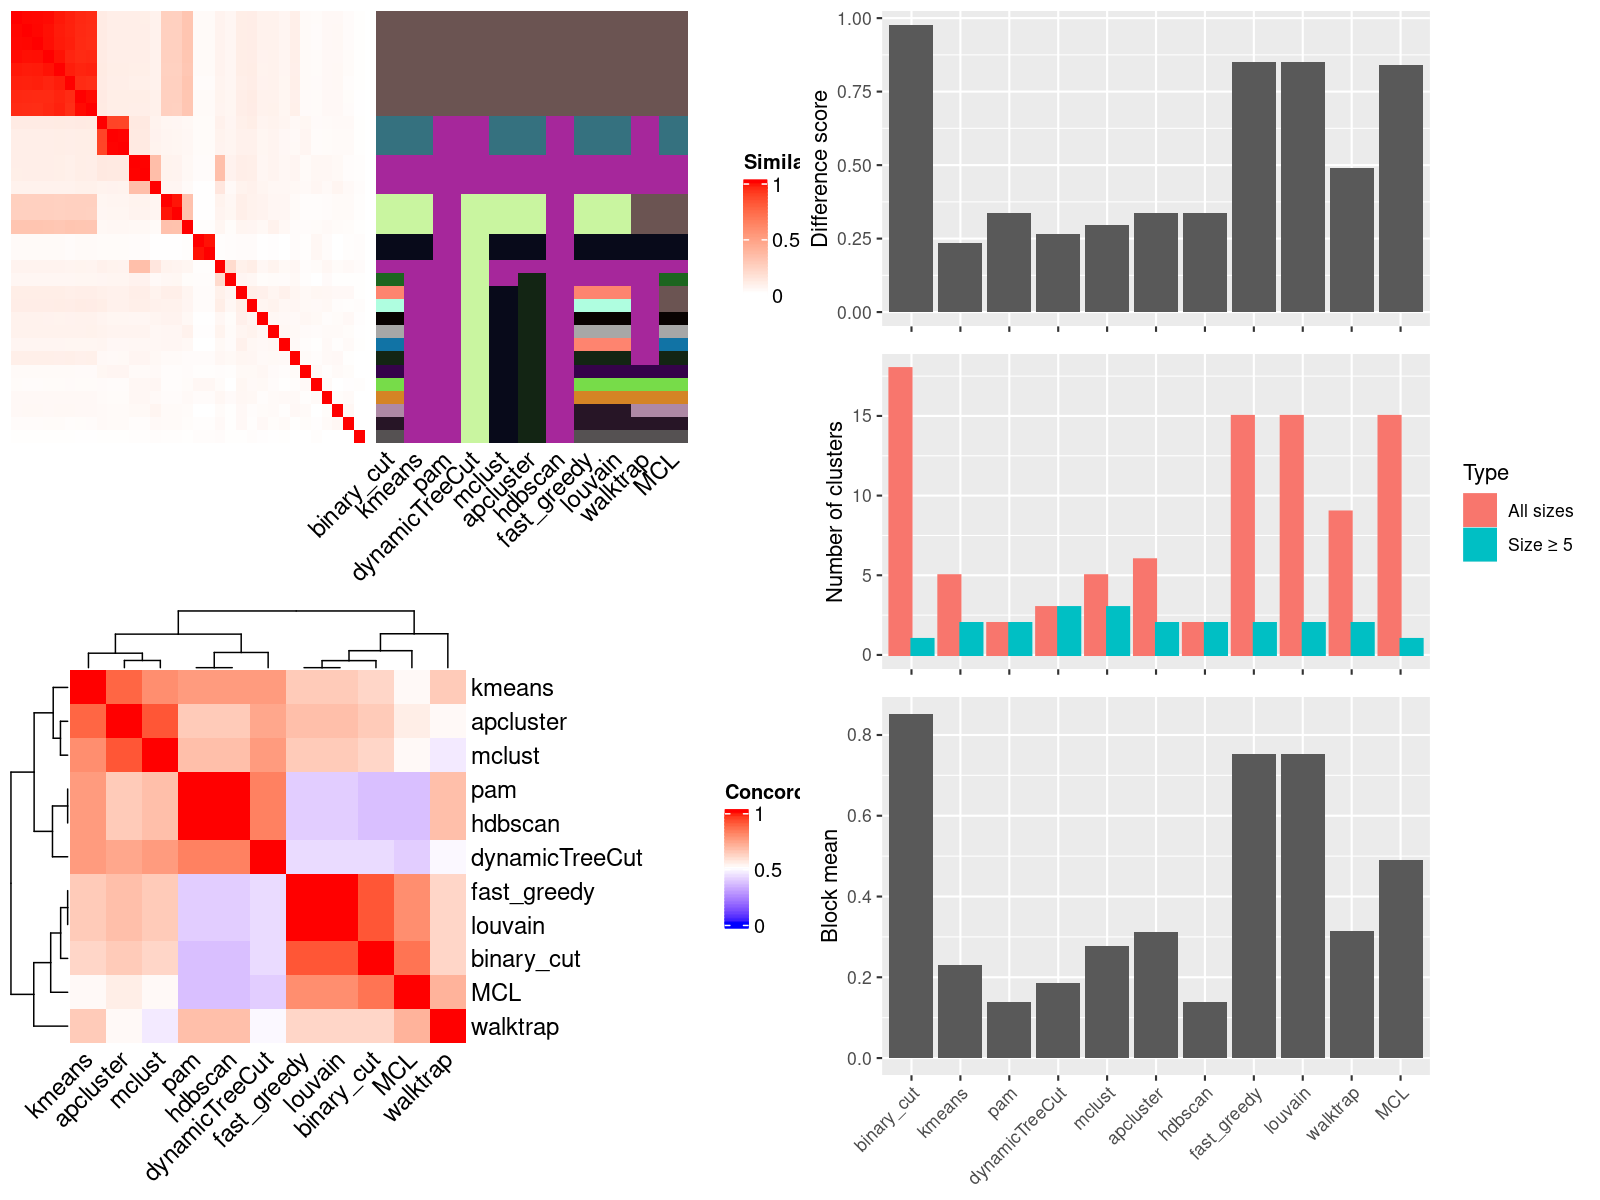 Simila
1
0.5
0
binary_cut
kmeans
pam
dynamicTreeCut
mclust
apcluster
hdbscan
fast_greedy
louvain
walktrap
MCL
kmeans
apcluster
mclust
pam
hdbscan
dynamicTreeCut
fast_greedy
louvain
binary_cut
MCL
walktrap
kmeans
apcluster
mclust
pam
hdbscan
dynamicTreeCut
fast_greedy
louvain
binary_cut
MCL
walktrap
Concord
1
0.5
0
Difference score
1.00
0.75
0.50
0.25
0.00
Number of clusters
15
10
5
0
Type
All sizes
Size ≥ 5
Block mean
0.8
0.6
0.4
0.2
0.0
binary_cut
kmeans
pam
dynamicTreeCut
mclust
apcluster
hdbscan
fast_greedy
louvain
walktrap
MCL